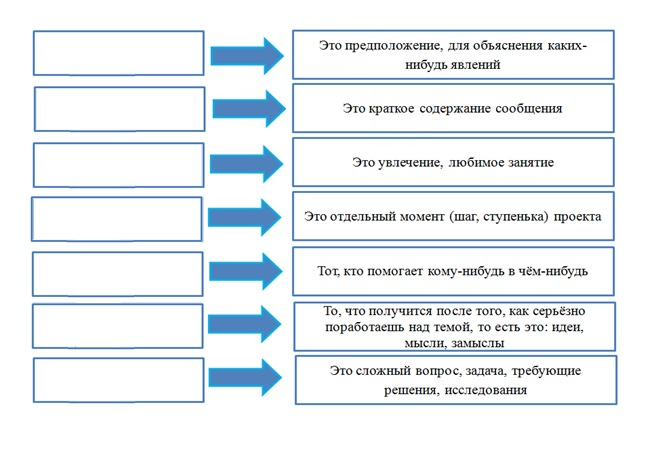 Это предположение, для объяснения каких-
нибудь явлений
Это краткое содержание сообщения
Это увлечение, любимое занятие
Это отдельный момент (шаг, ступенька) проекта
Тот, кто помогает кому-нибудь в чём-нибудь
То, что получится после того, как серьёзно
поработаешь над темой, то есть это: идеи,
мысли, замыслы
Это сложный вопрос, задача, требующие
решения, исследования